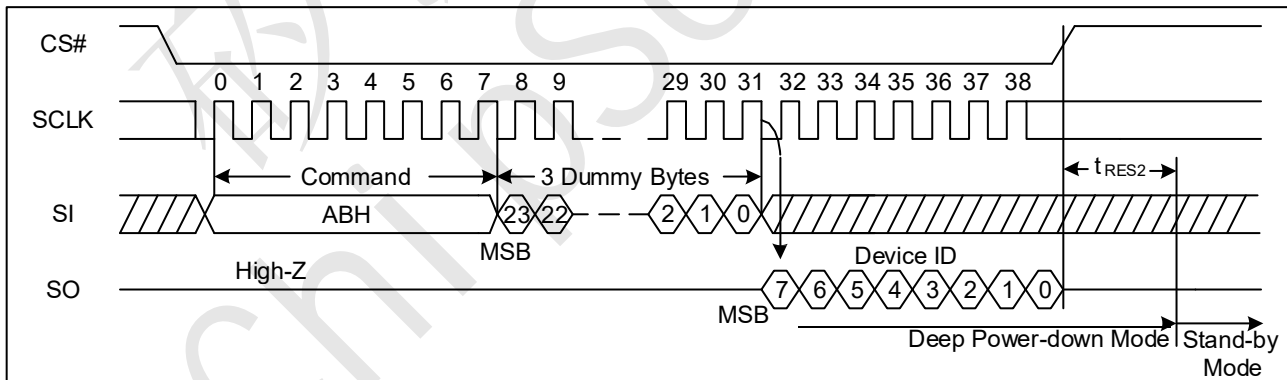 CS#
0 1 2 3 4 5 6 7 8 9 29 30 31 32 33 34 35 36 37 38
SCLK
Command 3 Dummy Bytes tRES2
SI ABH 23 22 2 1 0
MSB
High-Z Device ID
SO 7 6 5 4 3 2 1 0
MSB
Deep Power-down Mode Stand-by
Mode